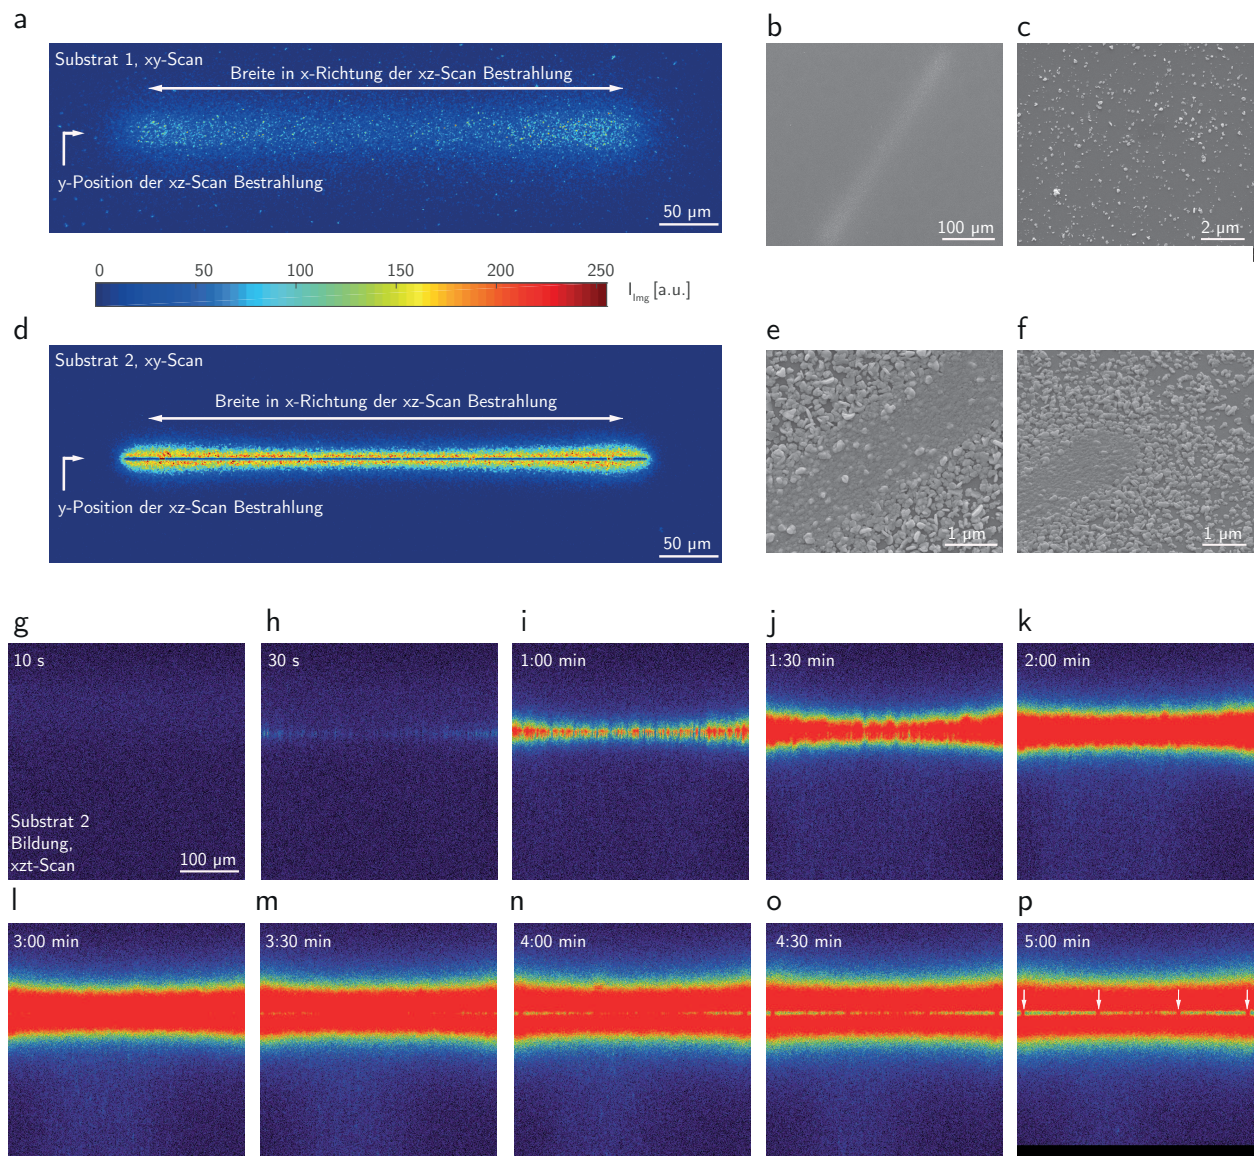 a
Substrat 1, xy-Scan
Breite in x-Richtung der xz-Scan Bestrahlung
y-Position der xz-Scan Bestrahlung
50 µm
b
100 µm
c
2 µm
0 50 100 150 200 250
I_Img [a.u.]
d
Substrat 2, xy-Scan
Breite in x-Richtung der xz-Scan Bestrahlung
y-Position der xz-Scan Bestrahlung
50 µm
e
1 µm
f
1 µm
g
10 s
Substrat 2
Bildung,
xzt-Scan
100 µm
h
30 s
i
1:00 min
j
1:30 min
k
2:00 min
l
3:00 min
m
3:30 min
n
4:00 min
o
4:30 min
p
5:00 min